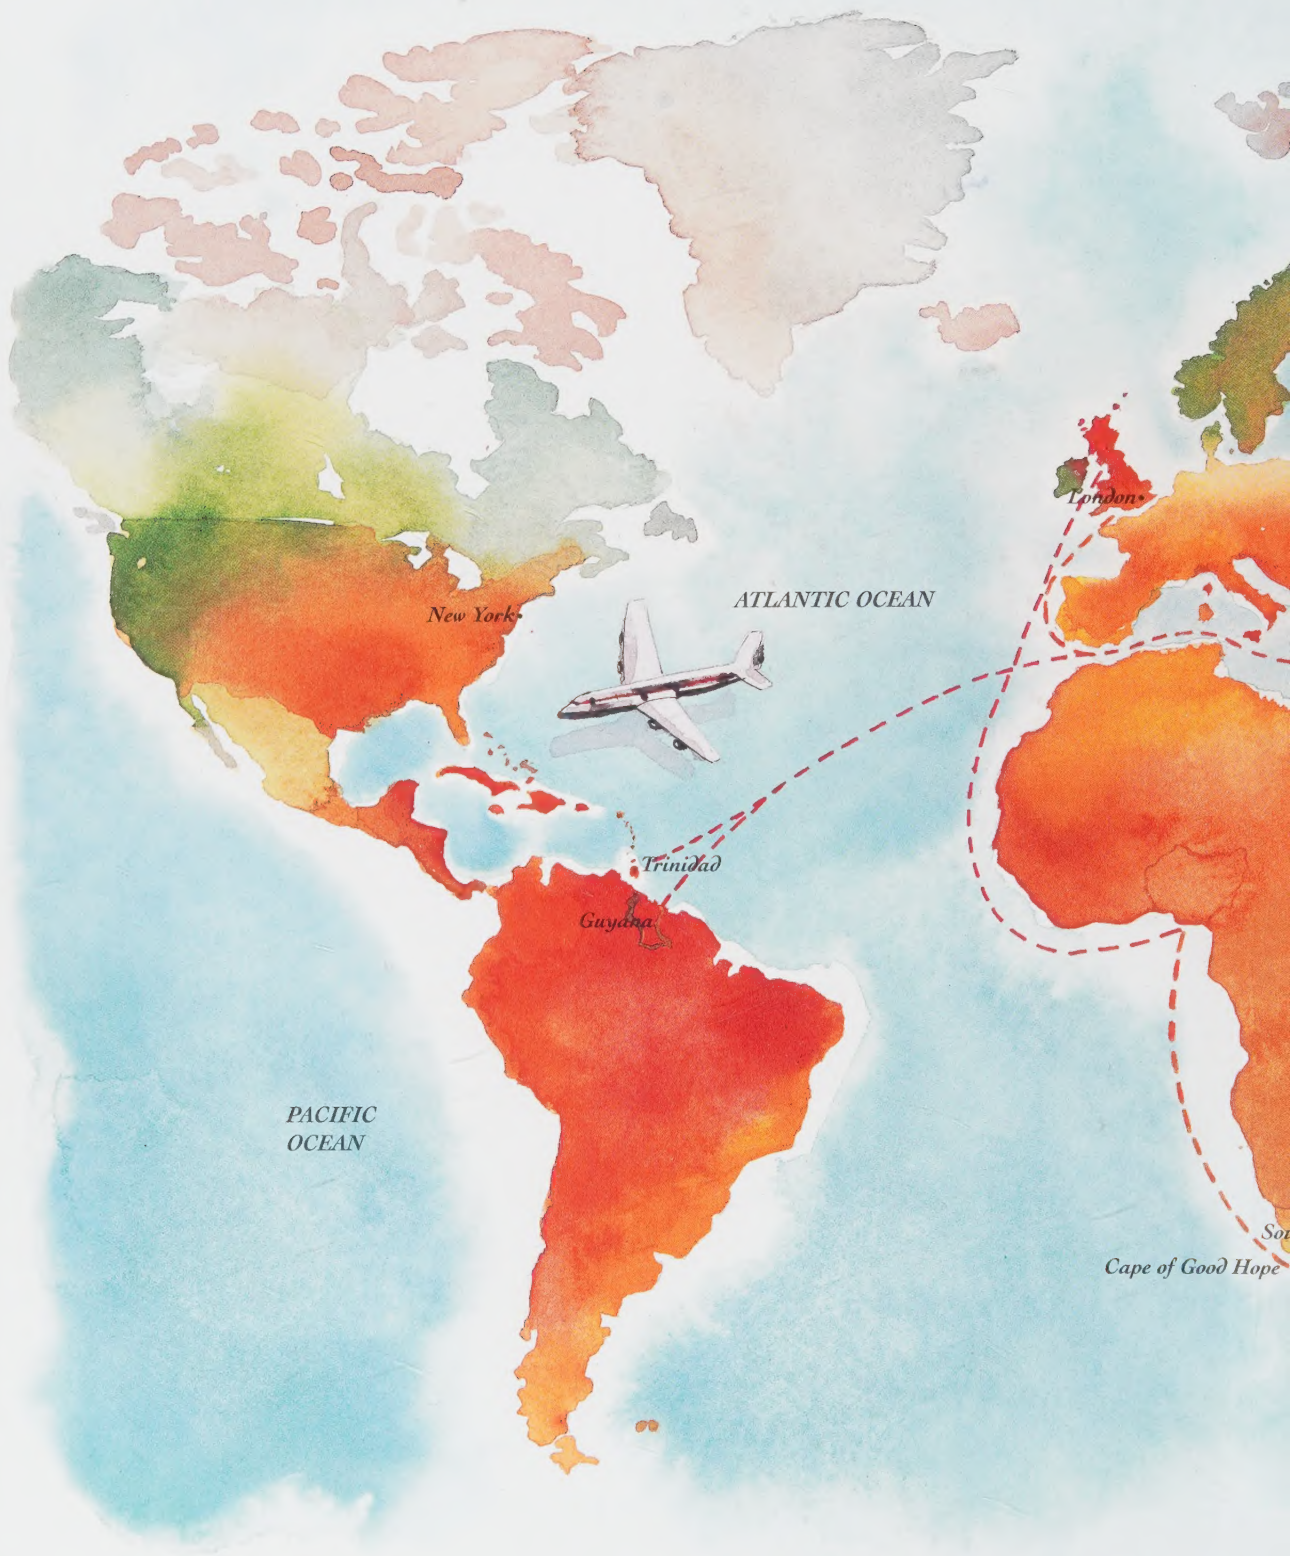 London
New York
ATLANTIC OCEAN
Trinidad
Guyana
PACIFIC
OCEAN
Cape of Good Hope